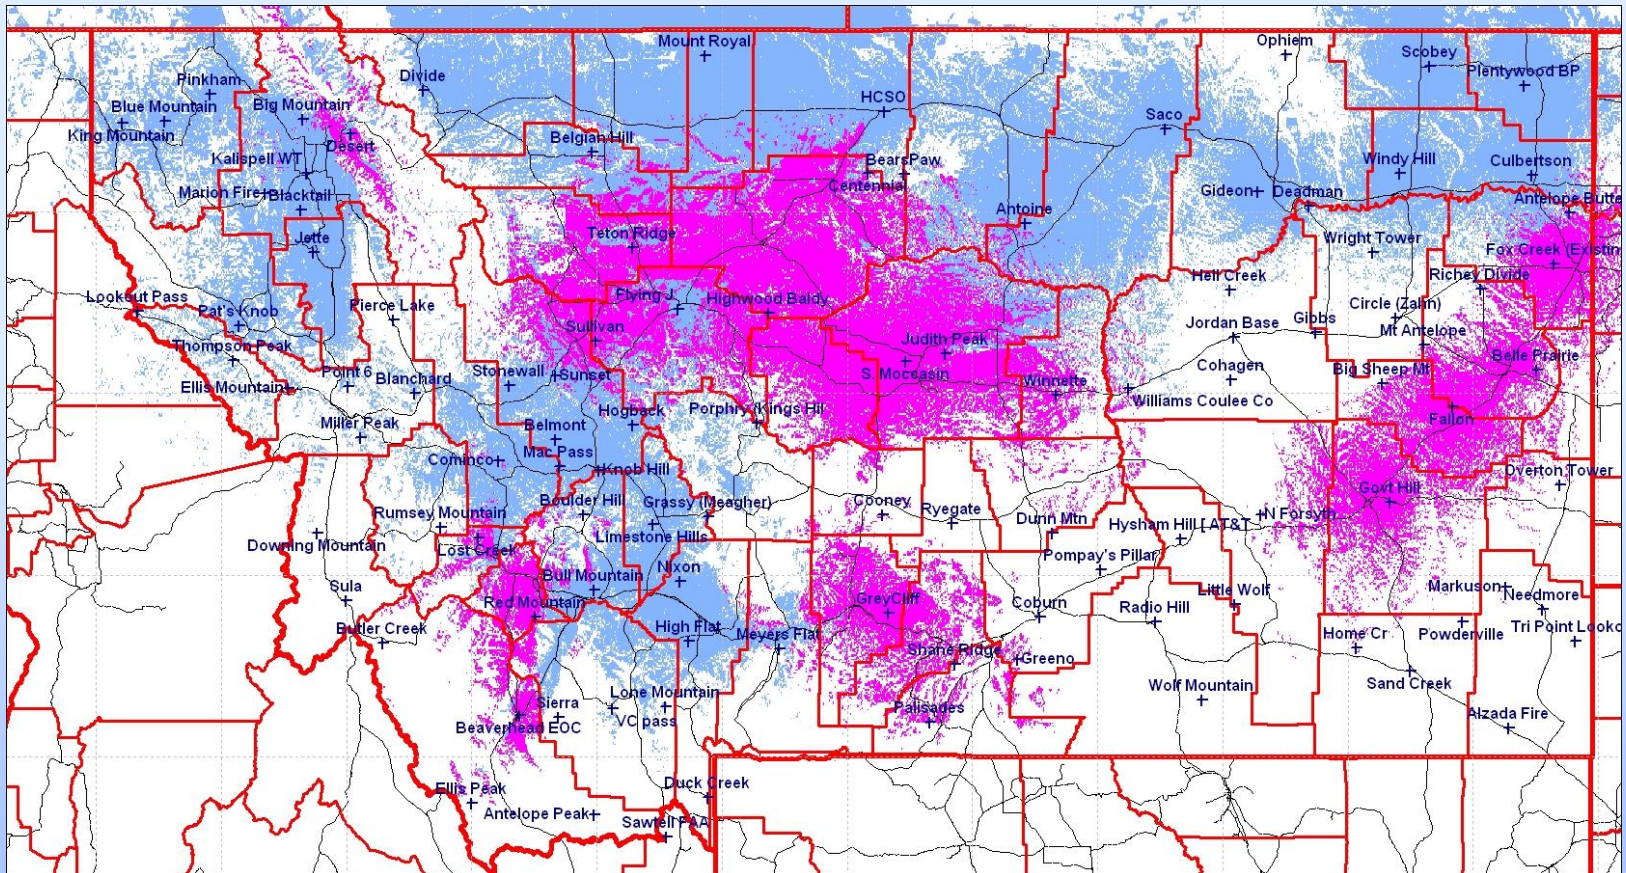 Mount Royal
Ophiem
Scobey
Plentywood BP
Pinkham
Divide
Blue Mountain
Big Mountain
HCSO
Saco
King Mountain
Desert
Belgian Hill
Kalispell WT
BearsPaw
Windy Hill
Culbertson
Marion Fire
Blacktail
Centennial
Gideon
Deadman
Antelope Butte
Jette
Teton Ridge
Antoine
Wright Tower
Fox Creek (Existin
Hell Creek
Richey Divide
Lookout Pass
Pat's Knob
Pierce Lake
Flying J
Highwood Baldy
Circle (Zahn)
Jordan Base
Gibbs
Mt Antelope
Sullivan
Thompson Peak
Judith Peak
Belle Prairie
Ellis Mountain
Point 6
Blanchard
Stonewall
Sunset
S. Moccasin
Winnette
Cohagen
Big Sheep Mt
Williams Coulee Co
Hogback
Porphry/Kings Hil
Miller Peak
Belmont
Fallon
Cominco
Mac Pass
Knob Hill
Overton Tower
Govt Hill
Boulder Hill
Grassy (Meagher)
Cooney
Ryegate
Rumsey Mountain
Dunn Mtn
Hysham Hill [ AT&T
N Forsyth
Downing Mountain
Lost Creek
Limestone Hills
Pompay's Pillar
Sula
Bull Mountain
Nixon
Red Mountain
GreyCliff
Coburn
Radio Hill
Little Wolf
Markuson
Needmore
Butler Creek
High Flat
Meyers Flat
Home Cr
Powderville
Tri Point Looko
Shane Ridge
Greeno
Sierra
Lone Mountain
Wolf Mountain
Sand Creek
Beaverhead EOC
VC pass
Palisades
Alzada Fire
Ellis Peak
Duck Creek
Antelope Peak
Sawtell FAA